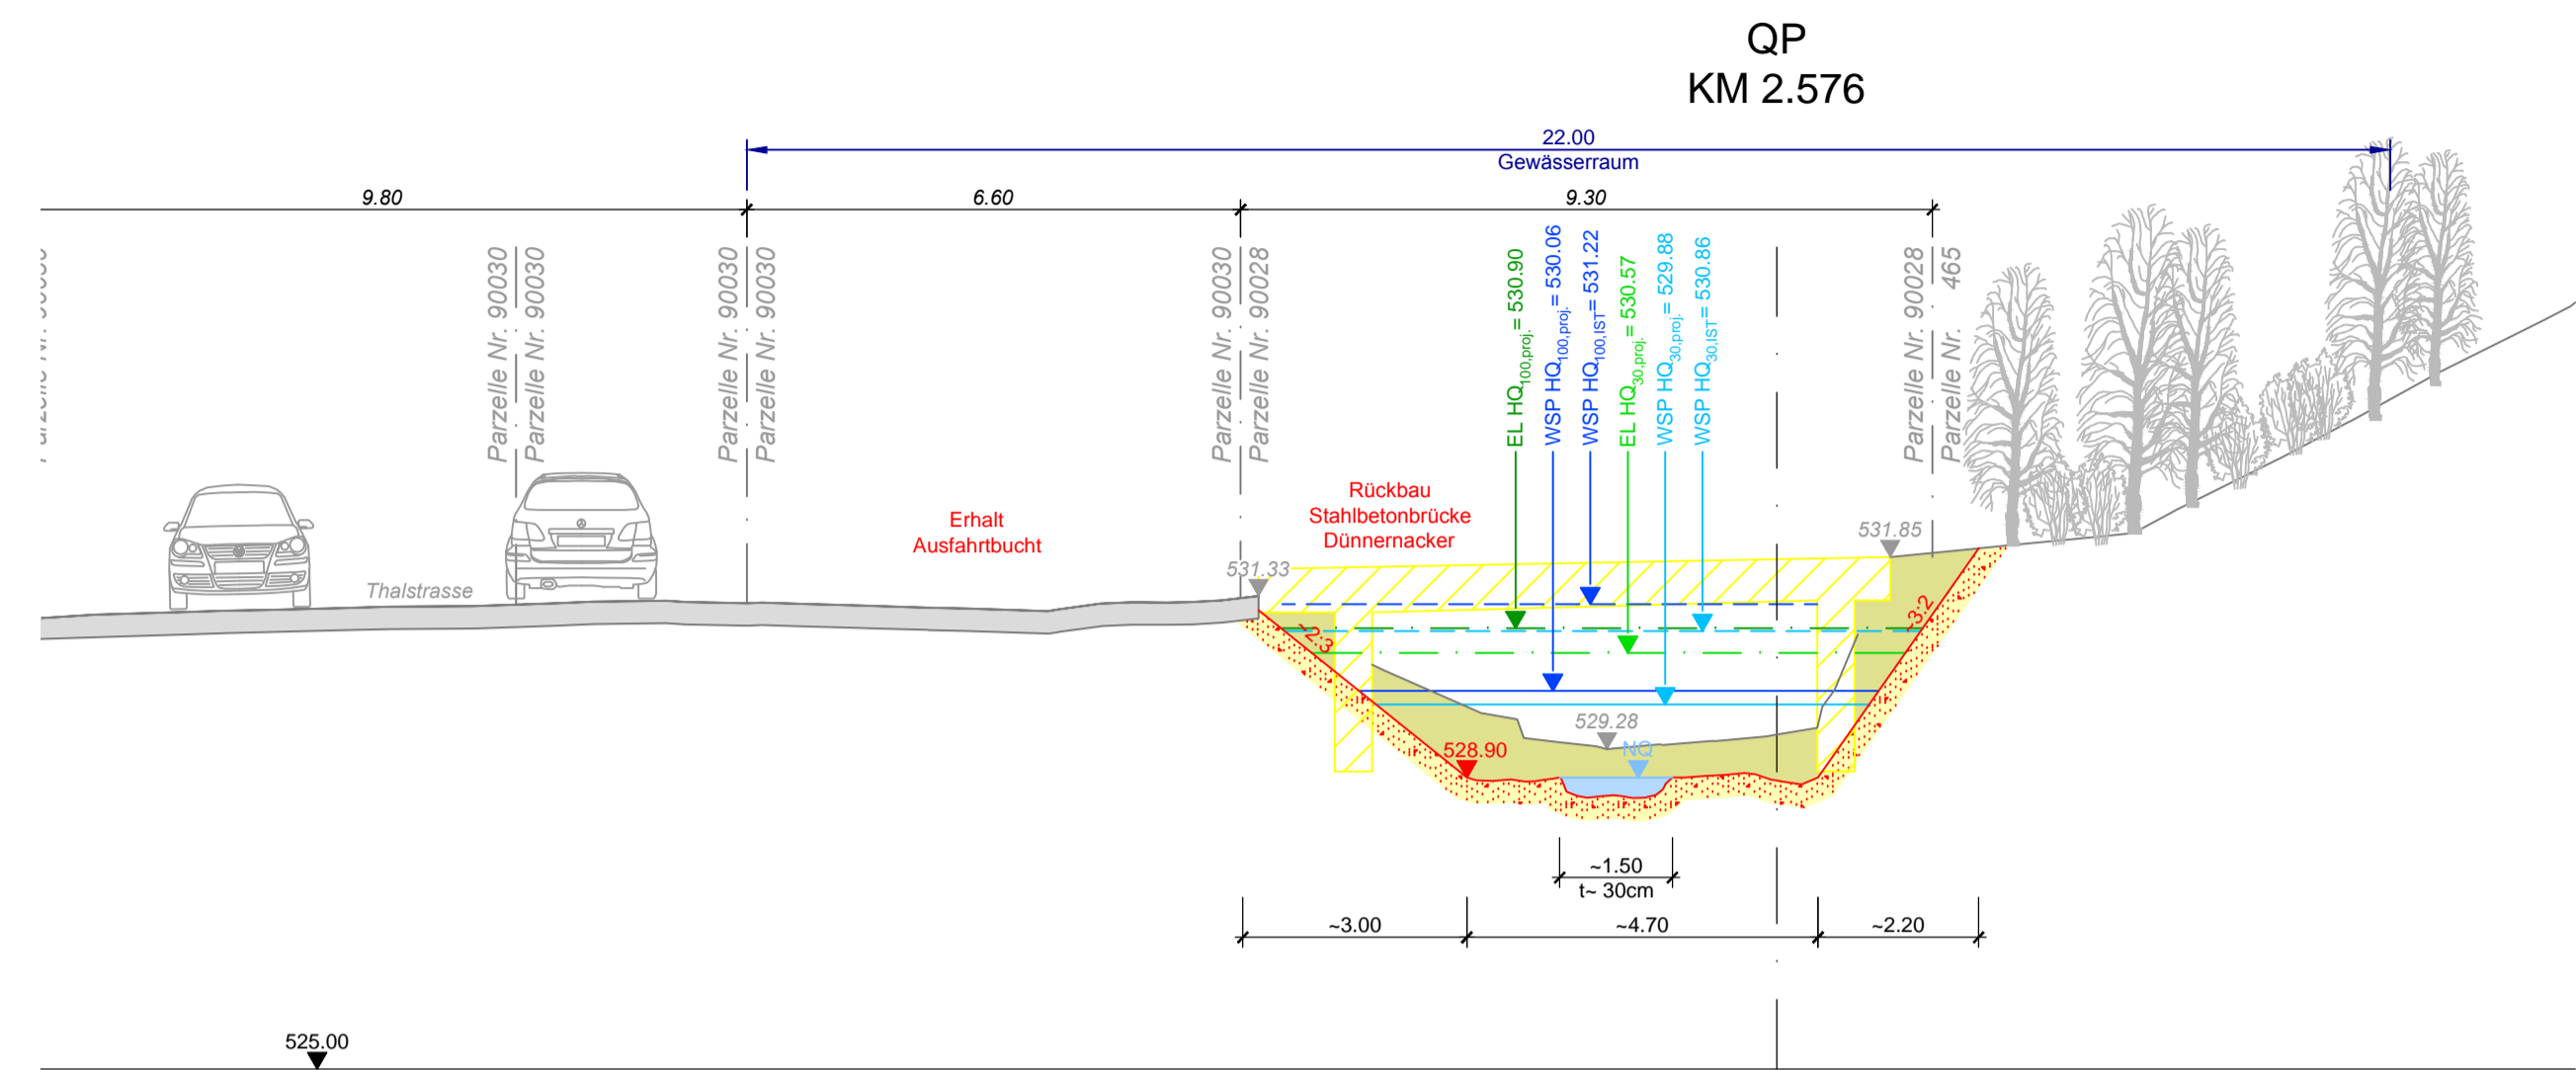 QP
KM 2.576
22.00
Gewässerraum
9.80
6.60
9.30
Parzelle Nr. 90030
Parzelle Nr. 90030
Parzelle Nr. 90030
Parzelle Nr. 90030
Parzelle Nr. 90030
Parzelle Nr. 90028
EL HQ100,proj.= 530.90
WSP HQ100,proj.= 530.06
WSP HQ100,IST= 531.22
EL HQ30,proj.= 530.57
WSP HQ30,proj.= 529.88
WSP HQ30,IST= 530.86
Parzelle Nr. 90028
Parzelle Nr. 465
Erhalt
Ausfahrtbucht
Rückbau
Stahlbetonbrücke
Dünnernacker
531.85
531.33
Thalstrasse
~2:3
~3:2
529.28
528.90
NQ
~1.50
t~ 30cm
~3.00
~4.70
~2.20
525.00